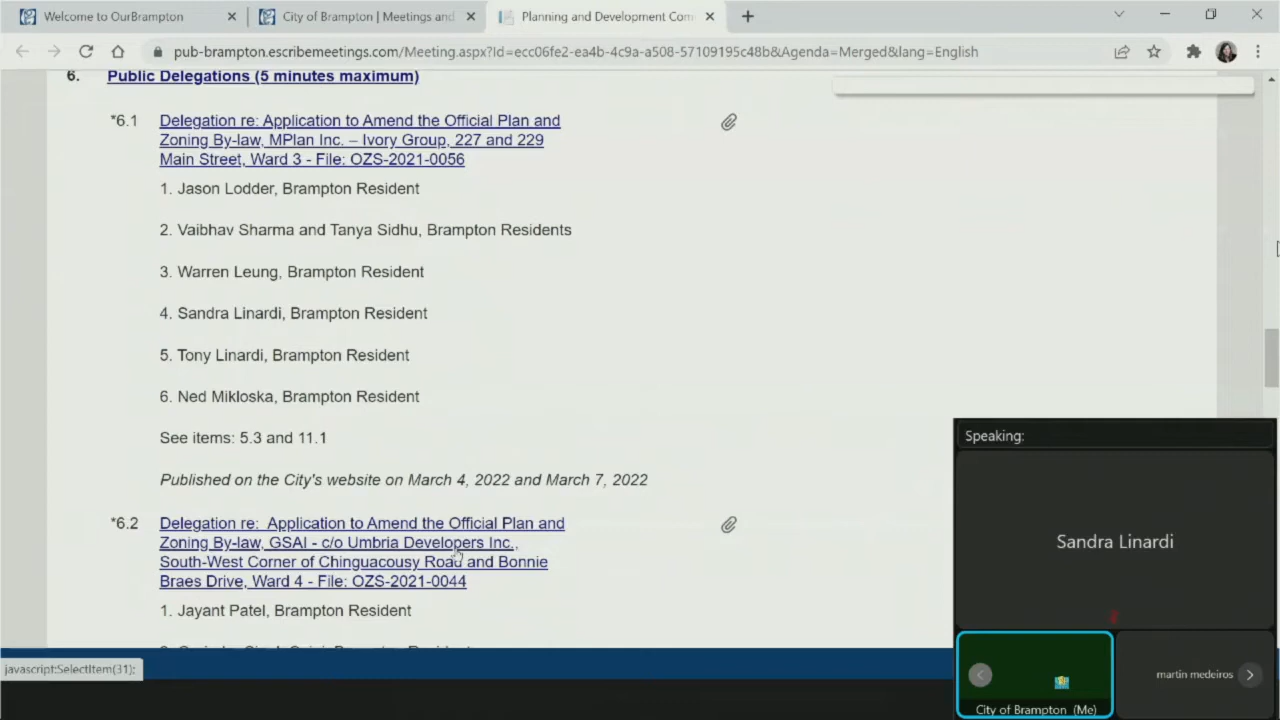 Welcome to OurBrampton
City of Brampton | Meetings and
Planning and Development Com
pub-brampton.escribemeetings.com/Meeting.aspx?Id=ecc06fe2-ea4b-4c9a-a508-57109195c48b&Agenda=Merged&lang=English
6. Public Delegations (5 minutes maximum)
*6.1 Delegation re: Application to Amend the Official Plan and
Zoning By-law, MPlan Inc. – Ivory Group, 227 and 229
Main Street, Ward 3 - File: OZS-2021-0056
1. Jason Lodder, Brampton Resident
2. Vaibhav Sharma and Tanya Sidhu, Brampton Residents
3. Warren Leung, Brampton Resident
4. Sandra Linardi, Brampton Resident
5. Tony Linardi, Brampton Resident
6. Ned Mikloska, Brampton Resident
See items: 5.3 and 11.1
Published on the City's website on March 4, 2022 and March 7, 2022
*6.2 Delegation re: Application to Amend the Official Plan and
Zoning By-law, GSAI - c/o Umbria Developers Inc.,
South-West Corner of Chinguacousy Road and Bonnie
Braes Drive, Ward 4 - File: OZS-2021-0044
1. Jayant Patel, Brampton Resident
javascript:SelectItem(31);
Speaking:
Sandra Linardi
City of Brampton (Me)
martin medeiros